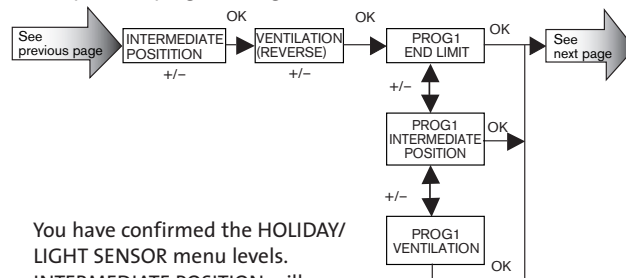 OK
OK
OK
See
previous page
INTERMEDIATE
POSITITION
VENTILATION
(REVERSE)
PROG1
END LIMIT
See
next page
+/–
+/–
+/–
PROG1
INTERMEDIATE
POSITION
OK
+/–
PROG1
VENTILATION
OK
You have confirmed the HOLIDAY/
LIGHT SENSOR menu levels.
INTERMEDIATE POSITION will